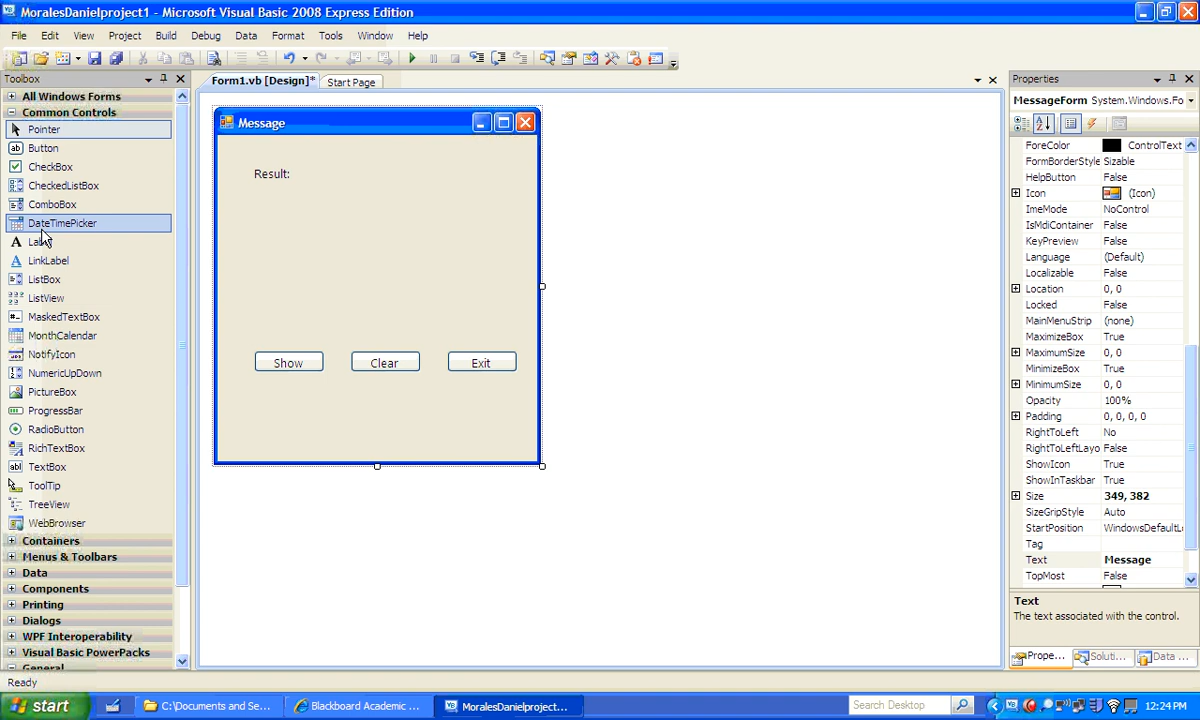 MoralesDanielproject1 - Microsoft Visual Basic 2008 Express Edition
File Edit View Project Build Debug Data Format Tools Window Help
Toolbox
All Windows Forms
Common Controls
Pointer
Button
CheckBox
CheckedListBox
ComboBox
DateTimePicker
LinkLabel
ListBox
ListView
MaskedTextBox
MonthCalendar
NotifyIcon
NumericUpDown
PictureBox
ProgressBar
RadioButton
RichTextBox
TextBox
ToolTip
TreeView
WebBrowser
Containers
Menus & Toolbars
Data
Components
Printing
Dialogs
WPF Interoperability
Visual Basic PowerPacks
General
Form1.vb [Design]* Start Page
Message
Result:
Show Clear Exit
Properties
MessageForm System.Windows.Fo
ForeColor ControlText
FormBorderStyle Sizable
HelpButton False
Icon (Icon)
ImeMode NoControl
IsMdiContainer False
KeyPreview False
Language (Default)
Localizable False
Location 0, 0
Locked False
MainMenuStrip (none)
MaximizeBox True
MaximumSize 0, 0
MinimizeBox True
MinimumSize 0, 0
Opacity 100%
Padding 0, 0, 0, 0
RightToLeft No
RightToLeftLayo False
ShowIcon True
ShowInTaskbar True
Size 349, 382
SizeGripStyle Auto
StartPosition WindowsDefaultL
Tag
Text Message
TopMost False
Text
The text associated with the control.
Prope... Soluti... Data ...
Ready
start C:\Documents and Se... Blackboard Academic ... MoralesDanielproject... Search Desktop 12:24 PM